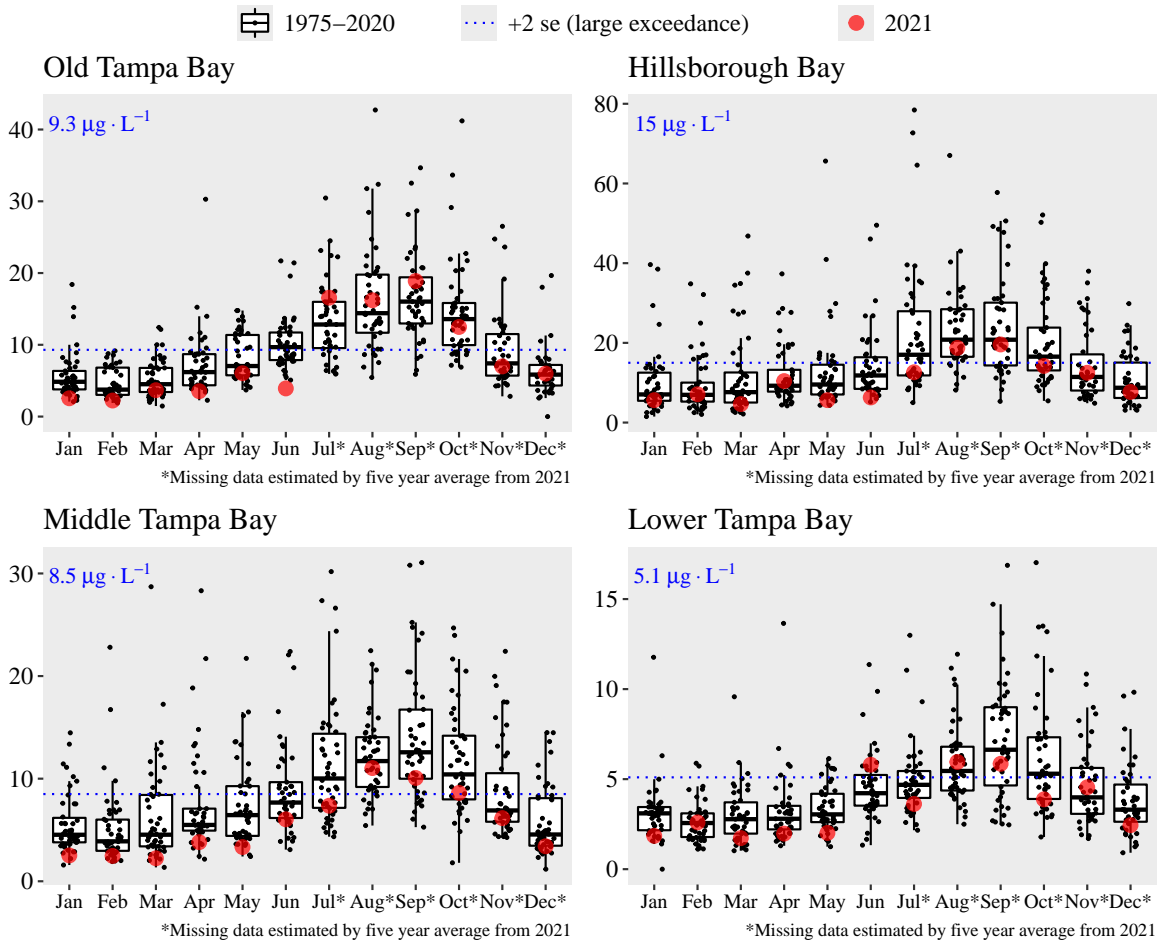 1975–2020 +2 se (large exceedance) 2021
Old Tampa Bay
9.3 μg · L⁻¹
40
30
20
10
0
Jan Feb Mar Apr May Jun Jul* Aug* Sep* Oct* Nov* Dec*
*Missing data estimated by five year average from 2021
Hillsborough Bay
15 μg · L⁻¹
80
60
40
20
0
Jan Feb Mar Apr May Jun Jul* Aug* Sep* Oct* Nov* Dec*
*Missing data estimated by five year average from 2021
Middle Tampa Bay
8.5 μg · L⁻¹
30
20
10
0
Jan Feb Mar Apr May Jun Jul* Aug* Sep* Oct* Nov* Dec*
*Missing data estimated by five year average from 2021
Lower Tampa Bay
5.1 μg · L⁻¹
15
10
5
0
Jan Feb Mar Apr May Jun Jul* Aug* Sep* Oct* Nov* Dec*
*Missing data estimated by five year average from 2021